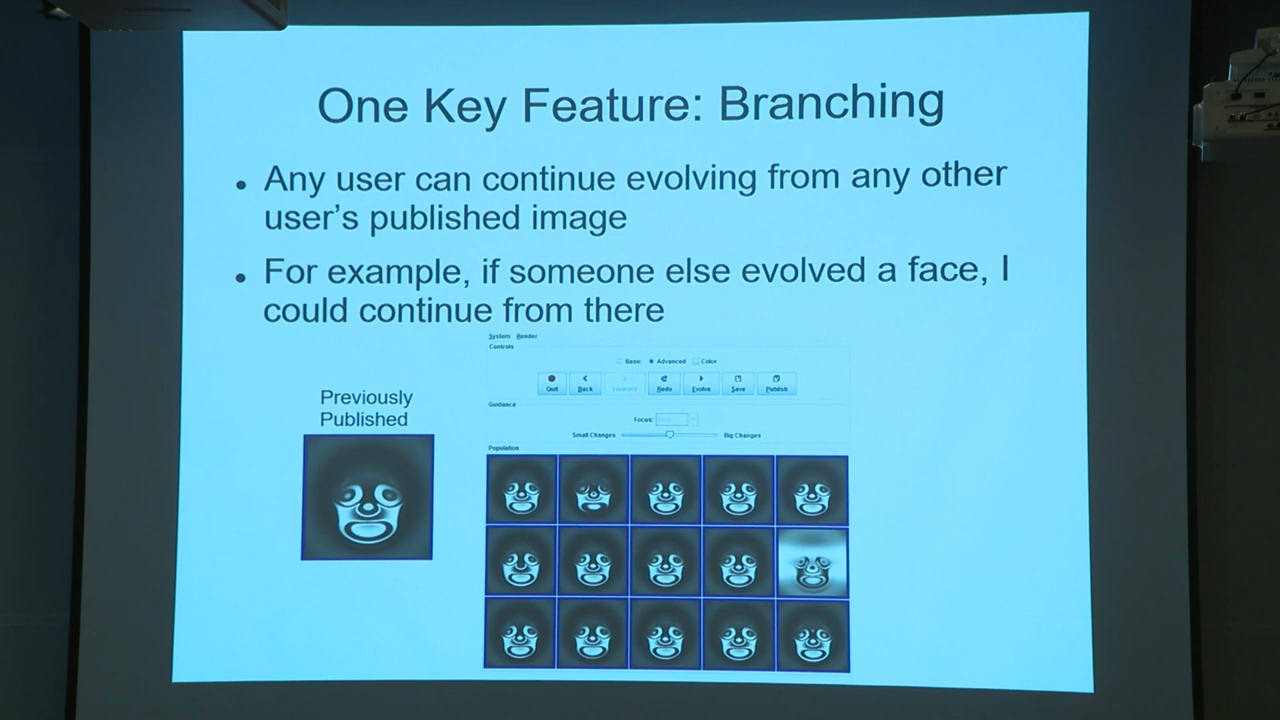 One Key Feature: Branching
• Any user can continue evolving from any other
user's published image
• For example, if someone else evolved a face, I
could continue from there
System Render
Controls
Basic Advanced Color
Quit Back Forward Redo Evolve Save Publish
Guidance
Focus:
Small Changes Big Changes
Population
Previously
Published